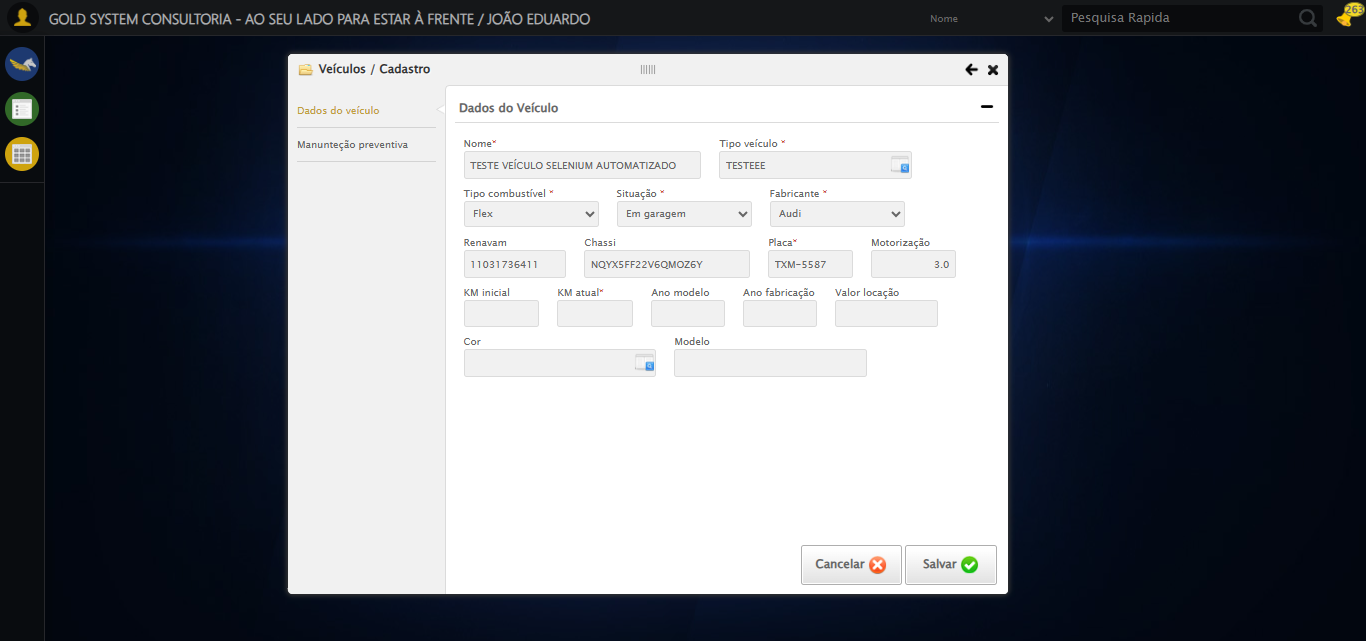 GOLD SYSTEM CONSULTORIA - AO SEU LADO PARA ESTAR À FRENTE / JOÃO EDUARDO
Nome
Pesquisa Rapida
263
Veículos / Cadastro
Dados do veículo
Manunteção preventiva
Dados do Veículo
Nome* Tipo veículo *
TESTE VEÍCULO SELENIUM AUTOMATIZADO TESTEEE
Tipo combustível * Situação * Fabricante *
Flex Em garagem Audi
Renavam Chassi Placa* Motorização
11031736411 NQYX5FF22V6QMOZ6Y TXM-5587 3.0
KM inicial KM atual* Ano modelo Ano fabricação Valor locação
Cor Modelo
Cancelar Salvar